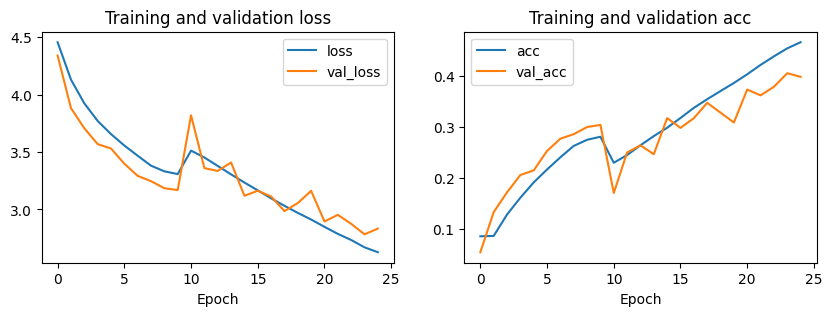 Training and validation loss
4.5
4.0
3.5
3.0
0 5 10 15 20 25
Epoch
loss
val_loss
Training and validation acc
0.4
0.3
0.2
0.1
0 5 10 15 20 25
Epoch
acc
val_acc